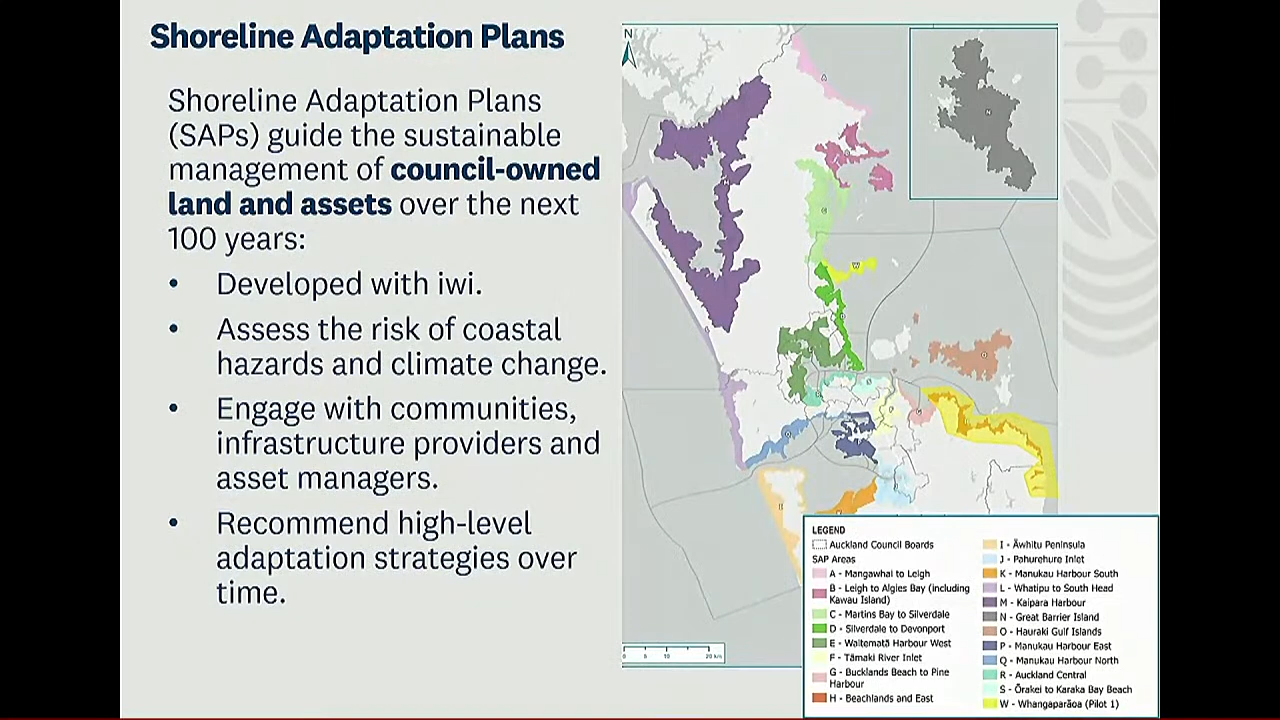 Shoreline Adaptation Plans
Shoreline Adaptation Plans
(SAPs) guide the sustainable
management of council-owned
land and assets over the next
100 years:
• Developed with iwi.
• Assess the risk of coastal
hazards and climate change.
• Engage with communities,
infrastructure providers and
asset managers.
• Recommend high-level
adaptation strategies over
time.
N
LEGEND
Auckland Council Boards
SAP Areas
A - Mangawhai to Leigh
B - Leigh to Algies Bay (including
Kawau Island)
C - Martins Bay to Silverdale
D - Silverdale to Devonport
E - Waitematā Harbour West
F - Tāmaki River Inlet
G - Bucklands Beach to Pine
Harbour
H - Beachlands and East
I - Āwhitu Peninsula
J - Pahurehure Inlet
K - Manukau Harbour South
L - Whatipu to South Head
M - Kaipara Harbour
N - Great Barrier Island
O - Hauraki Gulf Islands
P - Manukau Harbour East
Q - Manukau Harbour North
R - Auckland Central
S - Ōrakei to Karaka Bay Beach
W - Whangaparāoa (Pilot 1)
0 5 10 20 km